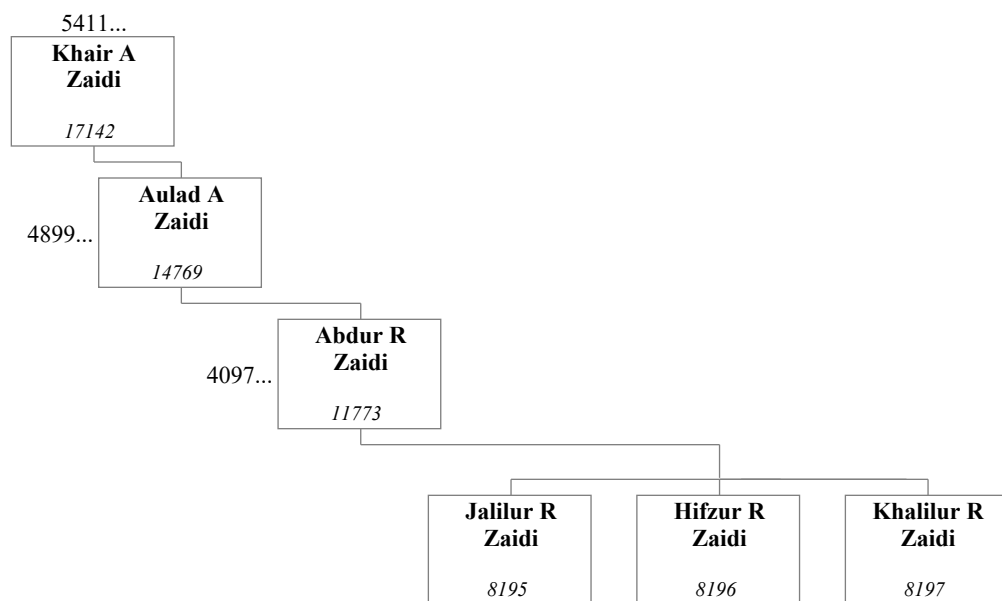 5411...
Khair A
Zaidi
17142
Aulad A
Zaidi
4899...
14769
Abdur R
Zaidi
4097...
11773
Jalilur R
Zaidi
8195
Hifzur R
Zaidi
8196
Khalilur R
Zaidi
8197